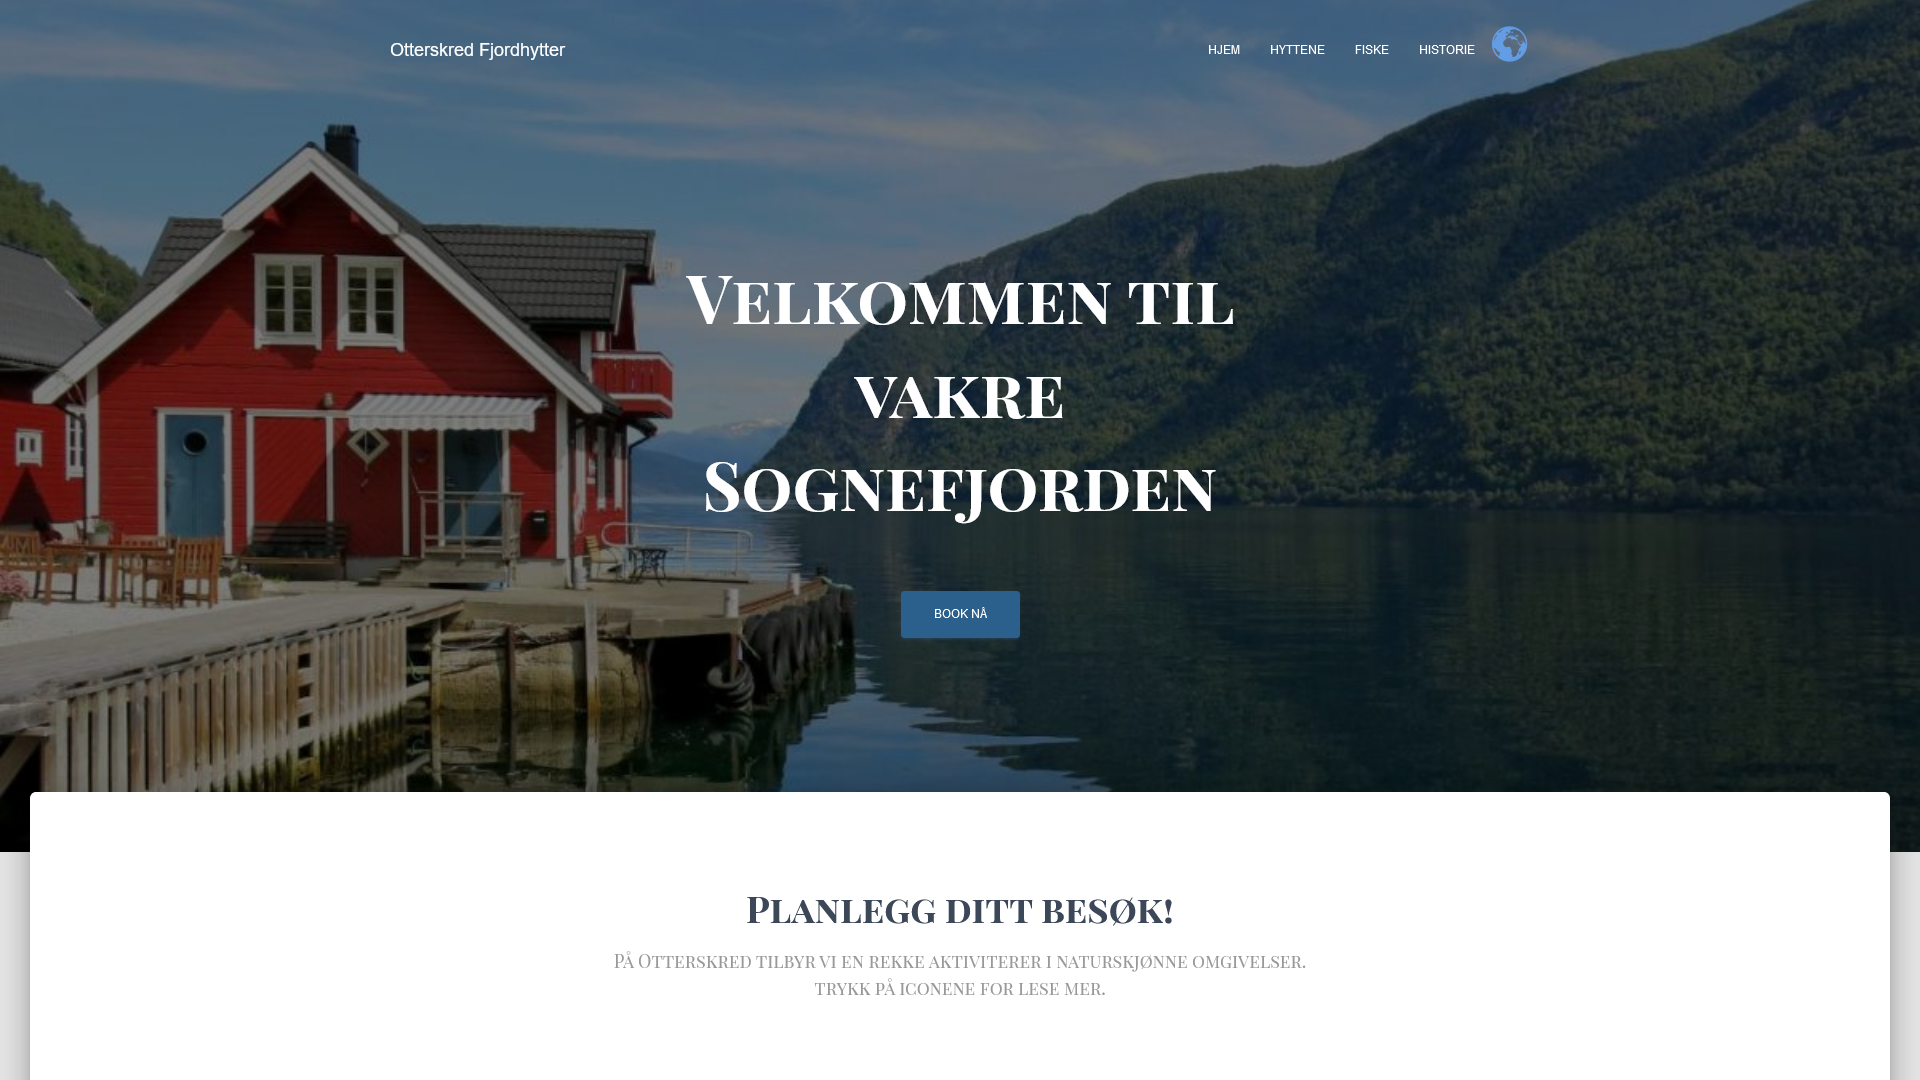 Otterskred Fjordhytter
HJEM HYTTENE FISKE HISTORIE
Velkommen til
vakre
Sognefjorden
BOOK NÅ
Planlegg ditt besøk!
På Otterskred tilbyr vi en rekke aktiviterer i naturskjønne omgivelser.
trykk på iconene for lese mer.